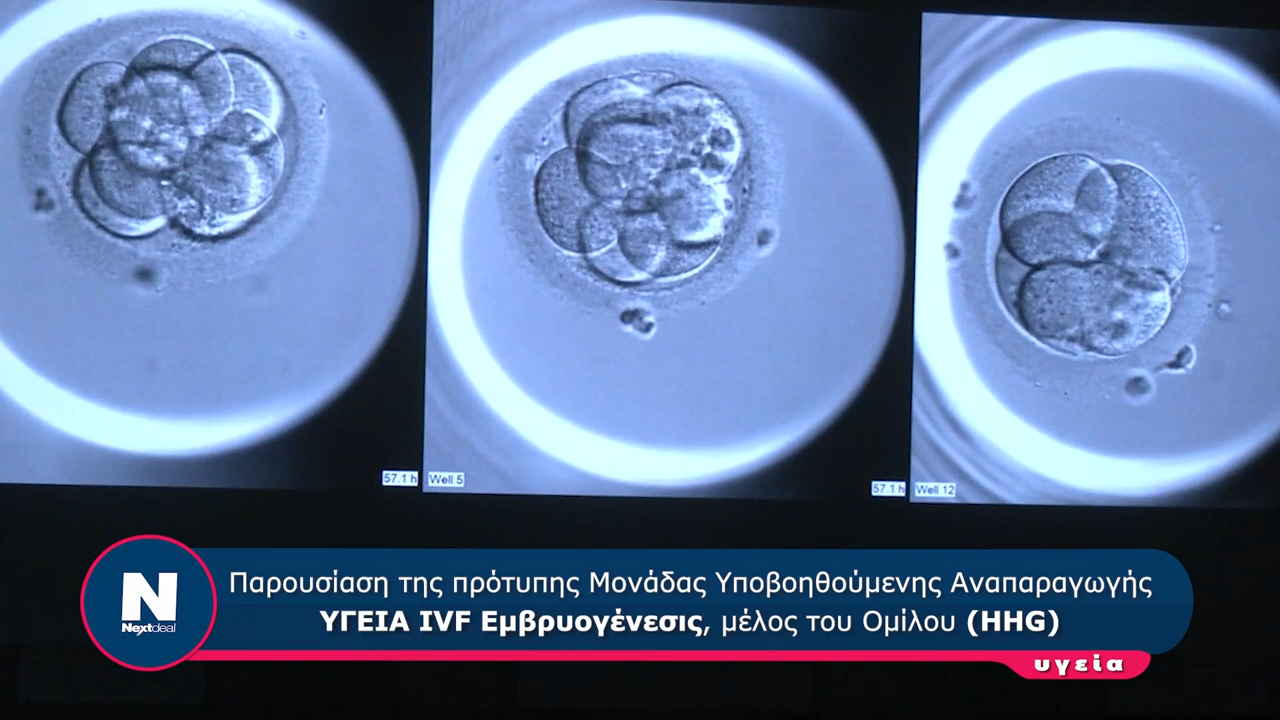 57.1 h
Well 5
57.1 h
Well 12
N
Nextdeal
Παρουσίαση της πρότυπης Μονάδας Υποβοηθούμενης Αναπαραγωγής
ΥΓΕΙΑ IVF Εμβρυογένεσις, μέλος του Ομίλου (HHG)
υγεία